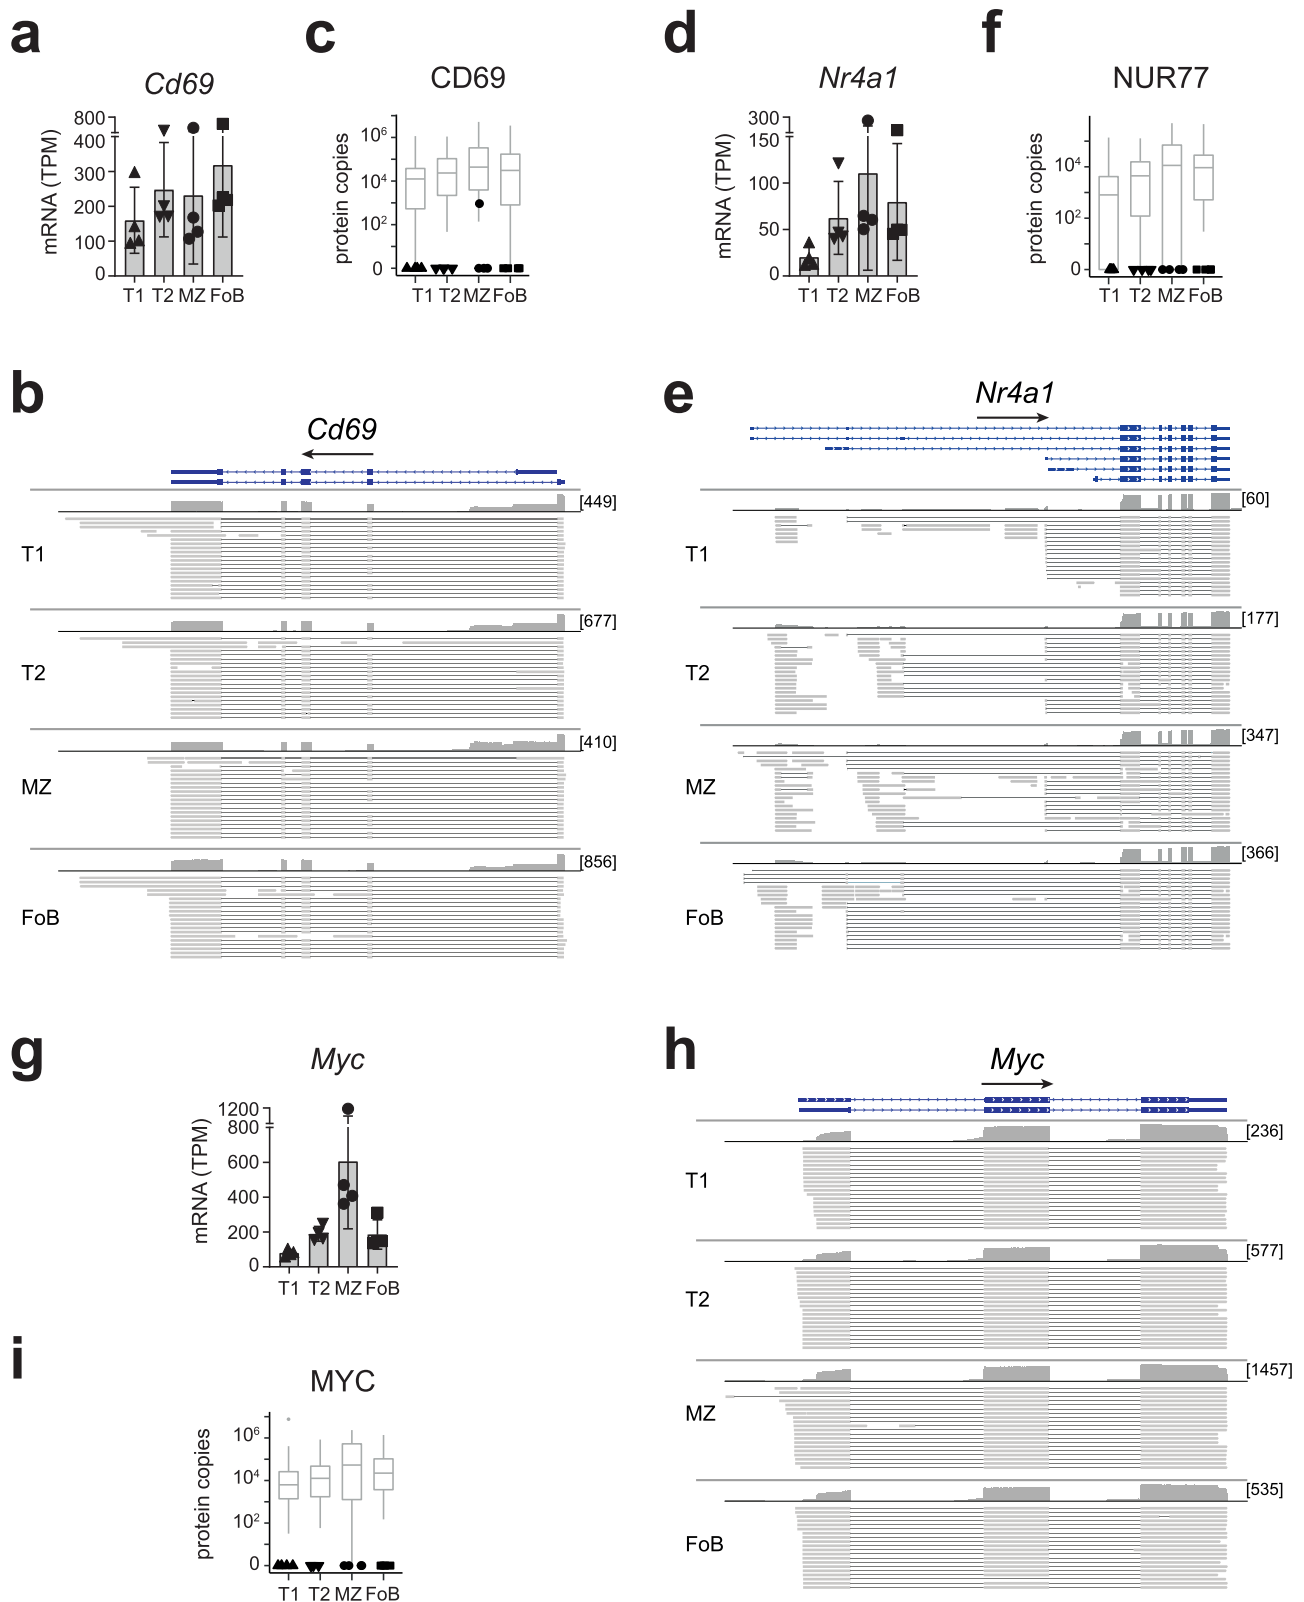 a
Cd69
mRNA (TPM)
800
400
300
200
100
0
T1 T2 MZ FoB
c
CD69
protein copies
10⁶
10⁴
10²
0
T1 T2 MZ FoB
d
Nr4a1
mRNA (TPM)
300
150
100
50
0
T1 T2 MZ FoB
f
NUR77
protein copies
10⁴
10²
0
T1 T2 MZ FoB
b
Cd69
[449]
T1
[677]
T2
[410]
MZ
[856]
FoB
e
Nr4a1
[60]
T1
[177]
T2
[347]
MZ
[366]
FoB
g
Myc
mRNA (TPM)
1200
800
600
400
200
0
T1 T2 MZ FoB
h
Myc
[236]
T1
[577]
T2
[1457]
MZ
[535]
FoB
i
MYC
protein copies
10⁶
10⁴
10²
0
T1 T2 MZ FoB